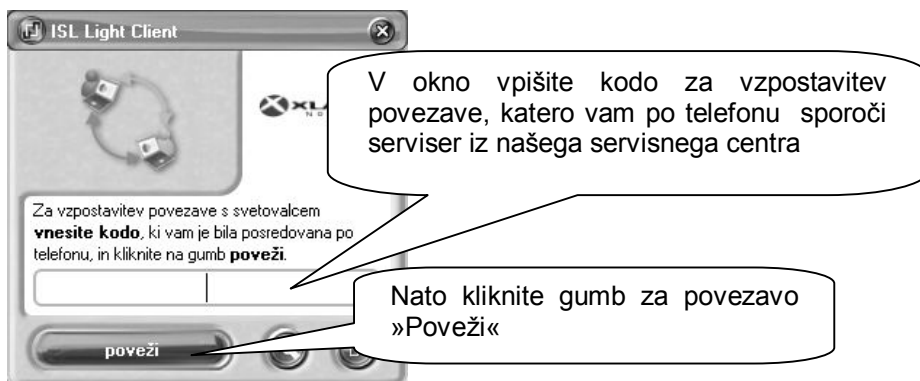 ISL Light Client
V okno vpišite kodo za vzpostavitev
povezave, katero vam po telefonu sporoči
serviser iz našega servisnega centra
Za vzpostavitev povezave s svetovalcem
vnesite kodo, ki vam je bila posredovana po
telefonu, in kliknite na gumb poveži.
Nato kliknite gumb za povezavo
»Poveži«
poveži